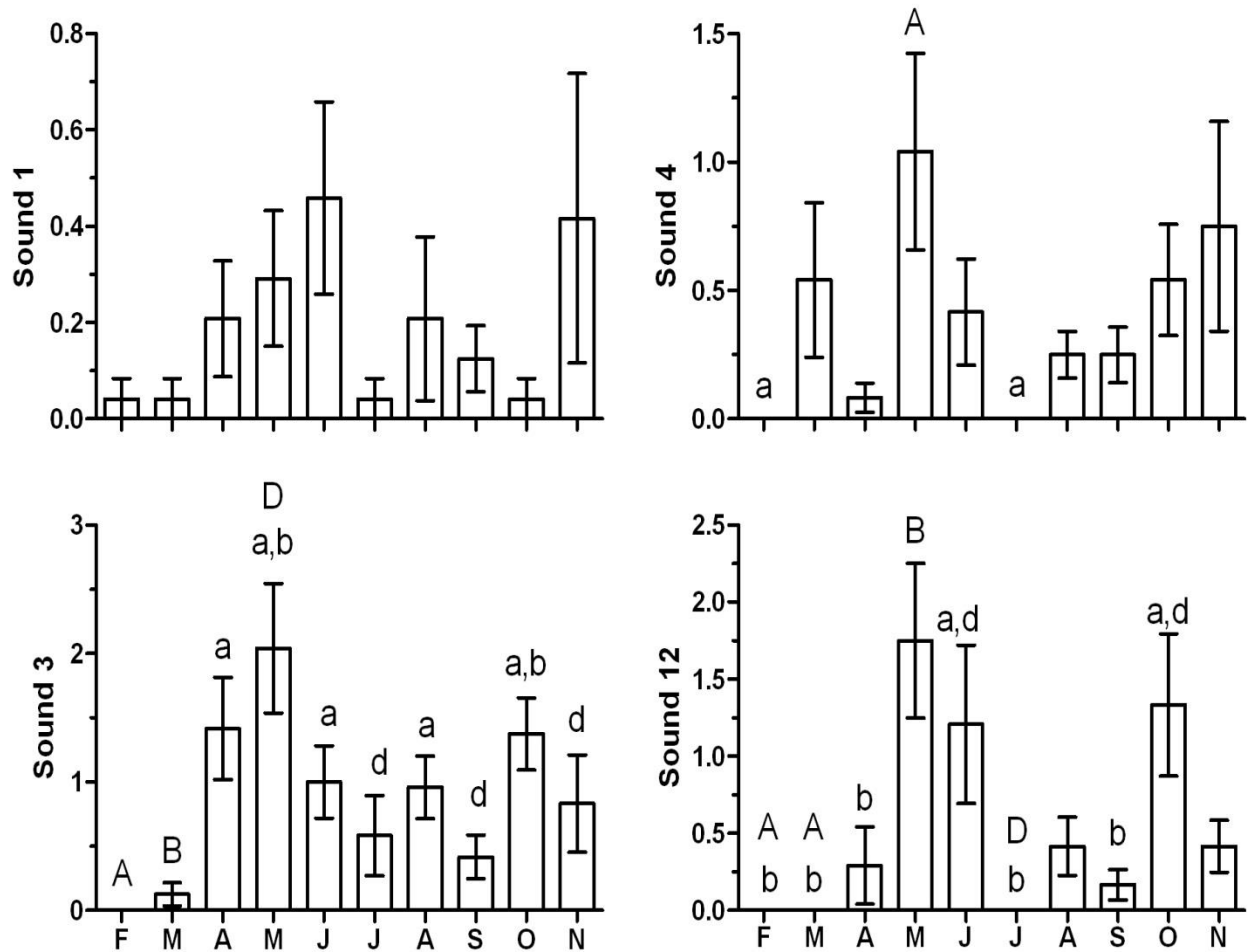 Sound 1
0.8
0.6
0.4
0.2
0.0
Sound 4
1.5
1.0
0.5
0.0
A
a
a
Sound 3
3
2
1
0
D
a,b
a
a,b
a
a
d
d
d
A
B
F M A M J J A S O N
Sound 12
2.5
2.0
1.5
1.0
0.5
0.0
B
a,d
a,d
A A b D b
b b b
F M A M J J A S O N